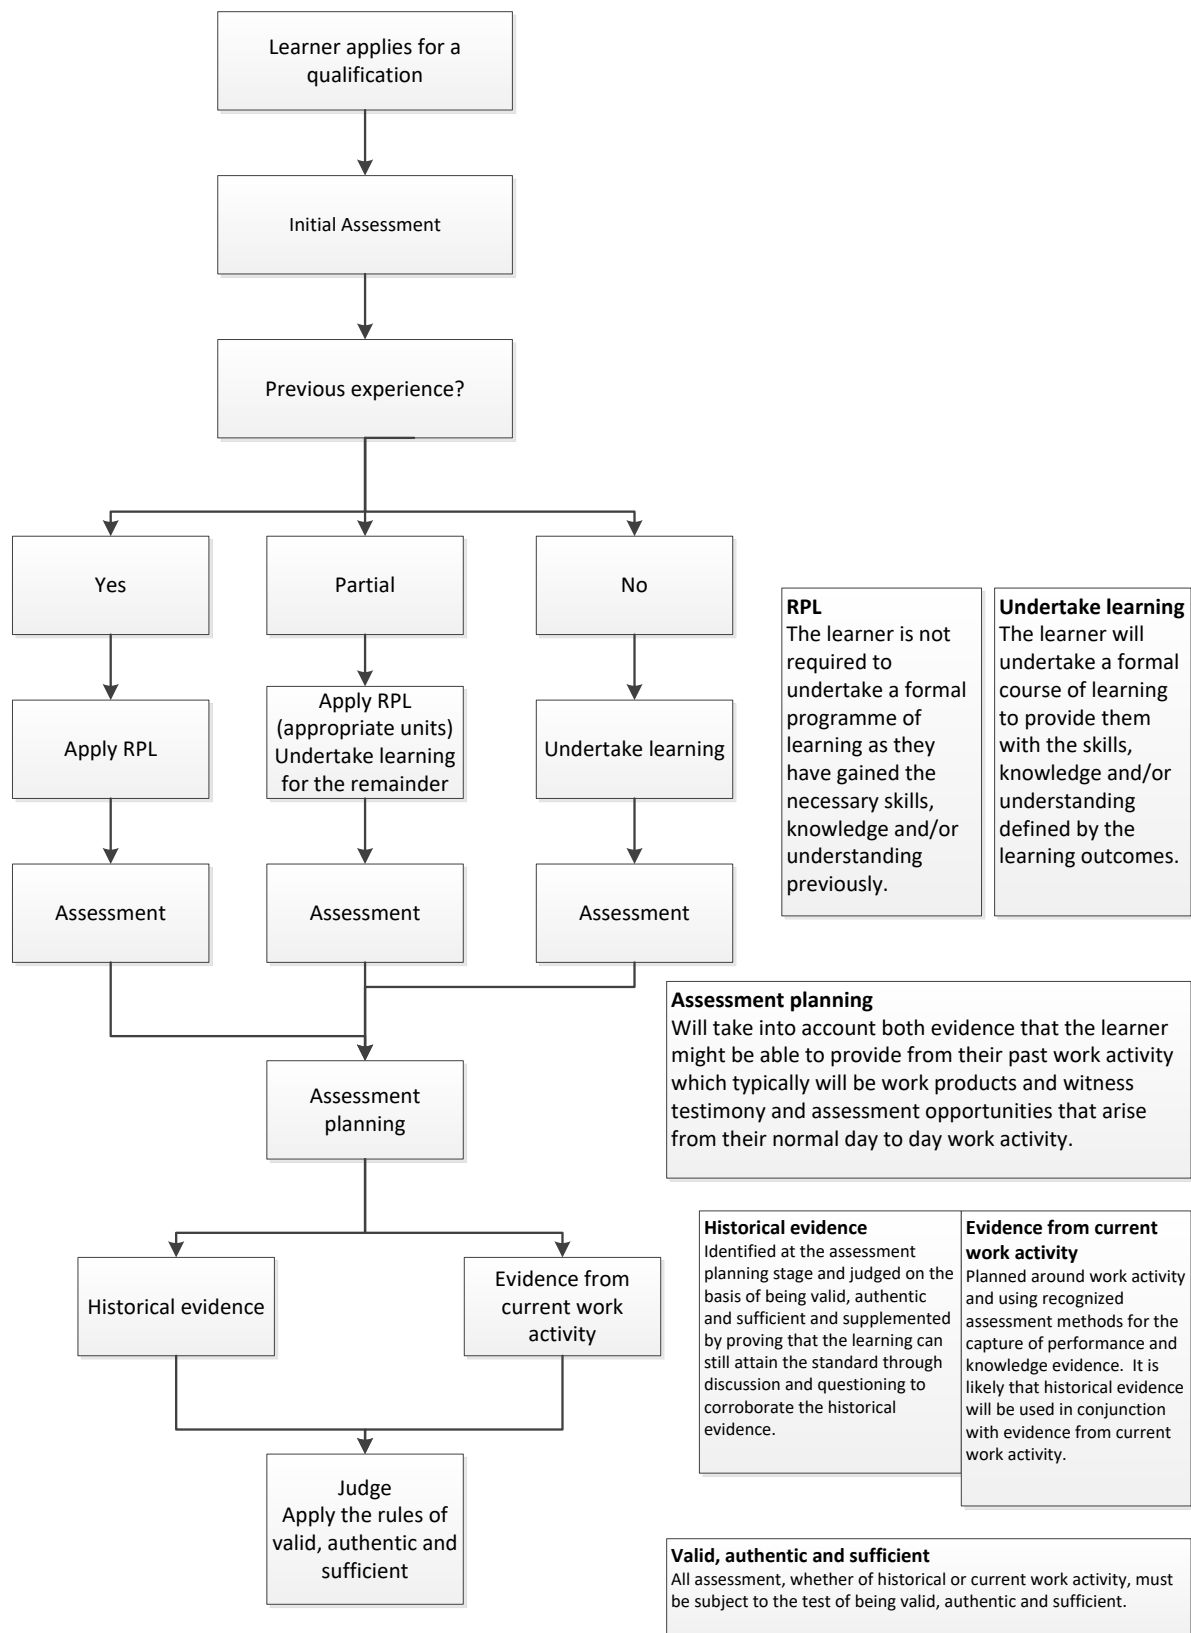 Learner applies for a
qualification
Initial Assessment
Previous experience?
Yes
Partial
No
Apply RPL
Apply RPL
(appropriate units)
Undertake learning
for the remainder
Undertake learning
Assessment
Assessment
Assessment
RPL
The learner is not
required to
undertake a formal
programme of
learning as they
have gained the
necessary skills,
knowledge and/or
understanding
previously.
Undertake learning
The learner will
undertake a formal
course of learning
to provide them
with the skills,
knowledge and/or
understanding
defined by the
learning outcomes.
Assessment
planning
Assessment planning
Will take into account both evidence that the learner
might be able to provide from their past work activity
which typically will be work products and witness
testimony and assessment opportunities that arise
from their normal day to day work activity.
Historical evidence
Evidence from
current work
activity
Historical evidence
Identified at the assessment
planning stage and judged on the
basis of being valid, authentic
and sufficient and supplemented
by proving that the learning can
still attain the standard through
discussion and questioning to
corroborate the historical
evidence.
Evidence from current
work activity
Planned around work activity
and using recognized
assessment methods for the
capture of performance and
knowledge evidence.  It is
likely that historical evidence
will be used in conjunction
with evidence from current
work activity.
Judge
Apply the rules of
valid, authentic and
sufficient
Valid, authentic and sufficient
All assessment, whether of historical or current work activity, must
be subject to the test of being valid, authentic and sufficient.